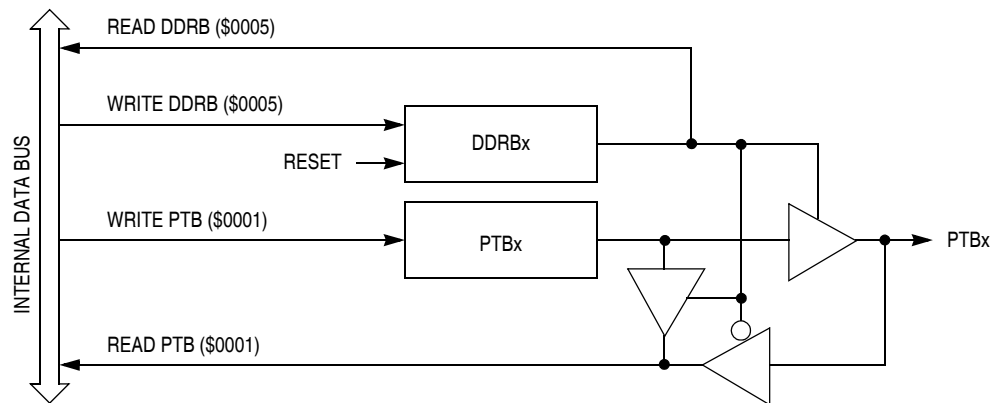 READ DDRB ($0005)
WRITE DDRB ($0005)
DDRBx
RESET
WRITE PTB ($0001)
PTBx
PTBx
READ PTB ($0001)
INTERNAL DATA BUS